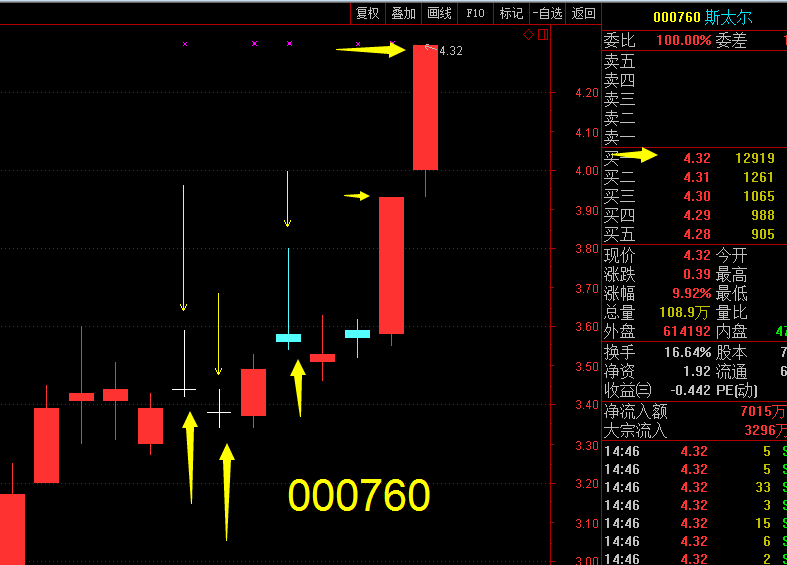 复权 叠加 画线 F10 标记 -自选 返回
000760 斯太尔
委比 100.00% 委差 1
卖五
卖四
卖三
卖二
卖一
买一 4.32 12919
买二 4.31 1261
买三 4.30 1065
买四 4.29 988
买五 4.28 905
现价 4.32 今开
涨跌 0.39 最高
涨幅 9.92% 最低
总量 108.9万 量比
外盘 614192 内盘 47
换手 16.64% 股本 7
净资 1.92 流通 6
收益㈢ -0.442 PE(动)
净流入额 7015万
大宗流入 3296万
14:46 4.32 5 S
14:46 4.32 5 S
14:46 4.32 33 S
14:46 4.32 3 S
14:46 4.32 15 S
14:46 4.32 6 S
14:46 4.32 2 S
4.32
4.20
4.10
4.00
3.90
3.80
3.70
3.60
3.50
3.40
3.30
3.20
3.10
3.00
000760